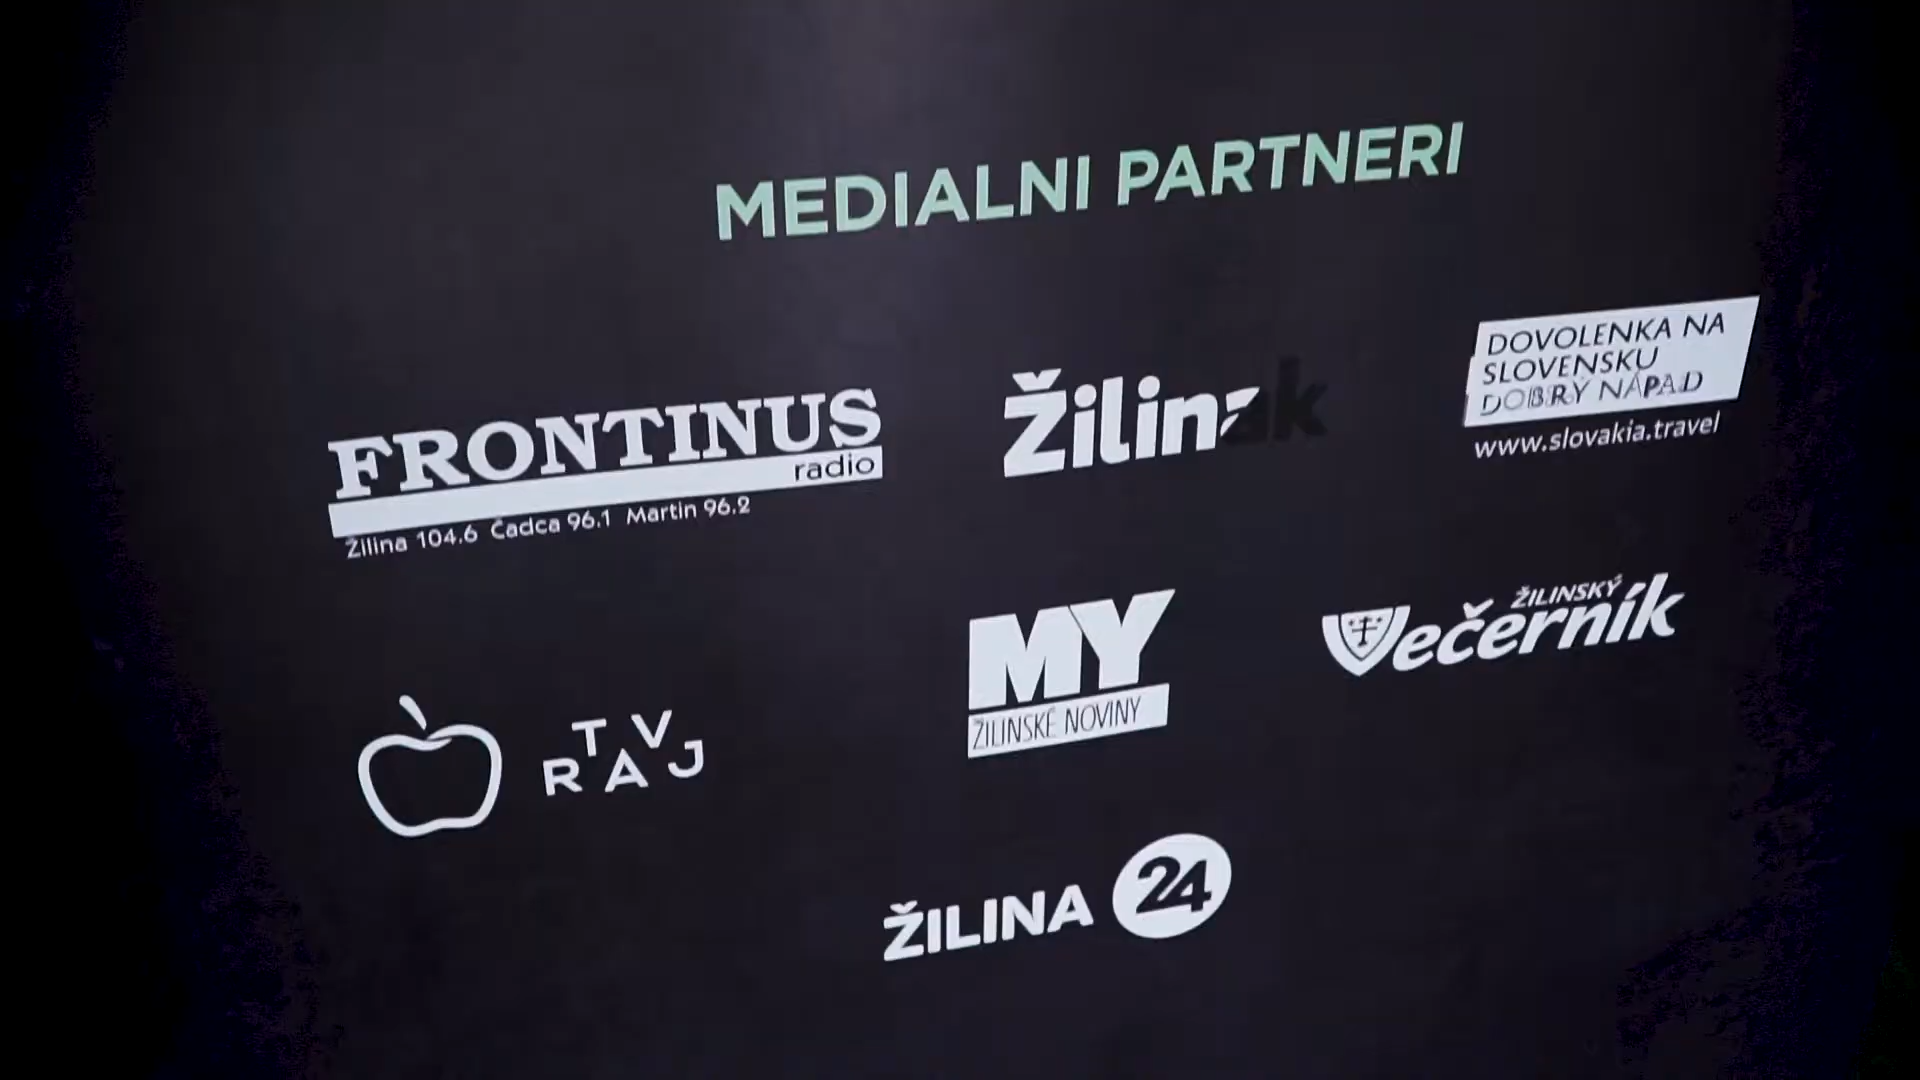 MEDIALNI PARTNERI
FRONTINUS
radio
Žilina 104.6 Čadca 96.1 Martin 96.2
Žilinak
DOVOLENKA NA
SLOVENSKU
DOBRÝ NÁPAD
www.slovakia.travel
TV
RAJ
MY
ŽILINSKÉ NOVINY
ŽILINSKÝ
Večerník
ŽILINA 24